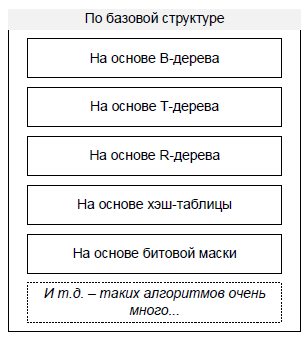 По базовой структуре
На основе B-дерева
На основе T-дерева
На основе R-дерева
На основе хэш-таблицы
На основе битовой маски
И т.д. – таких алгоритмов очень
много...